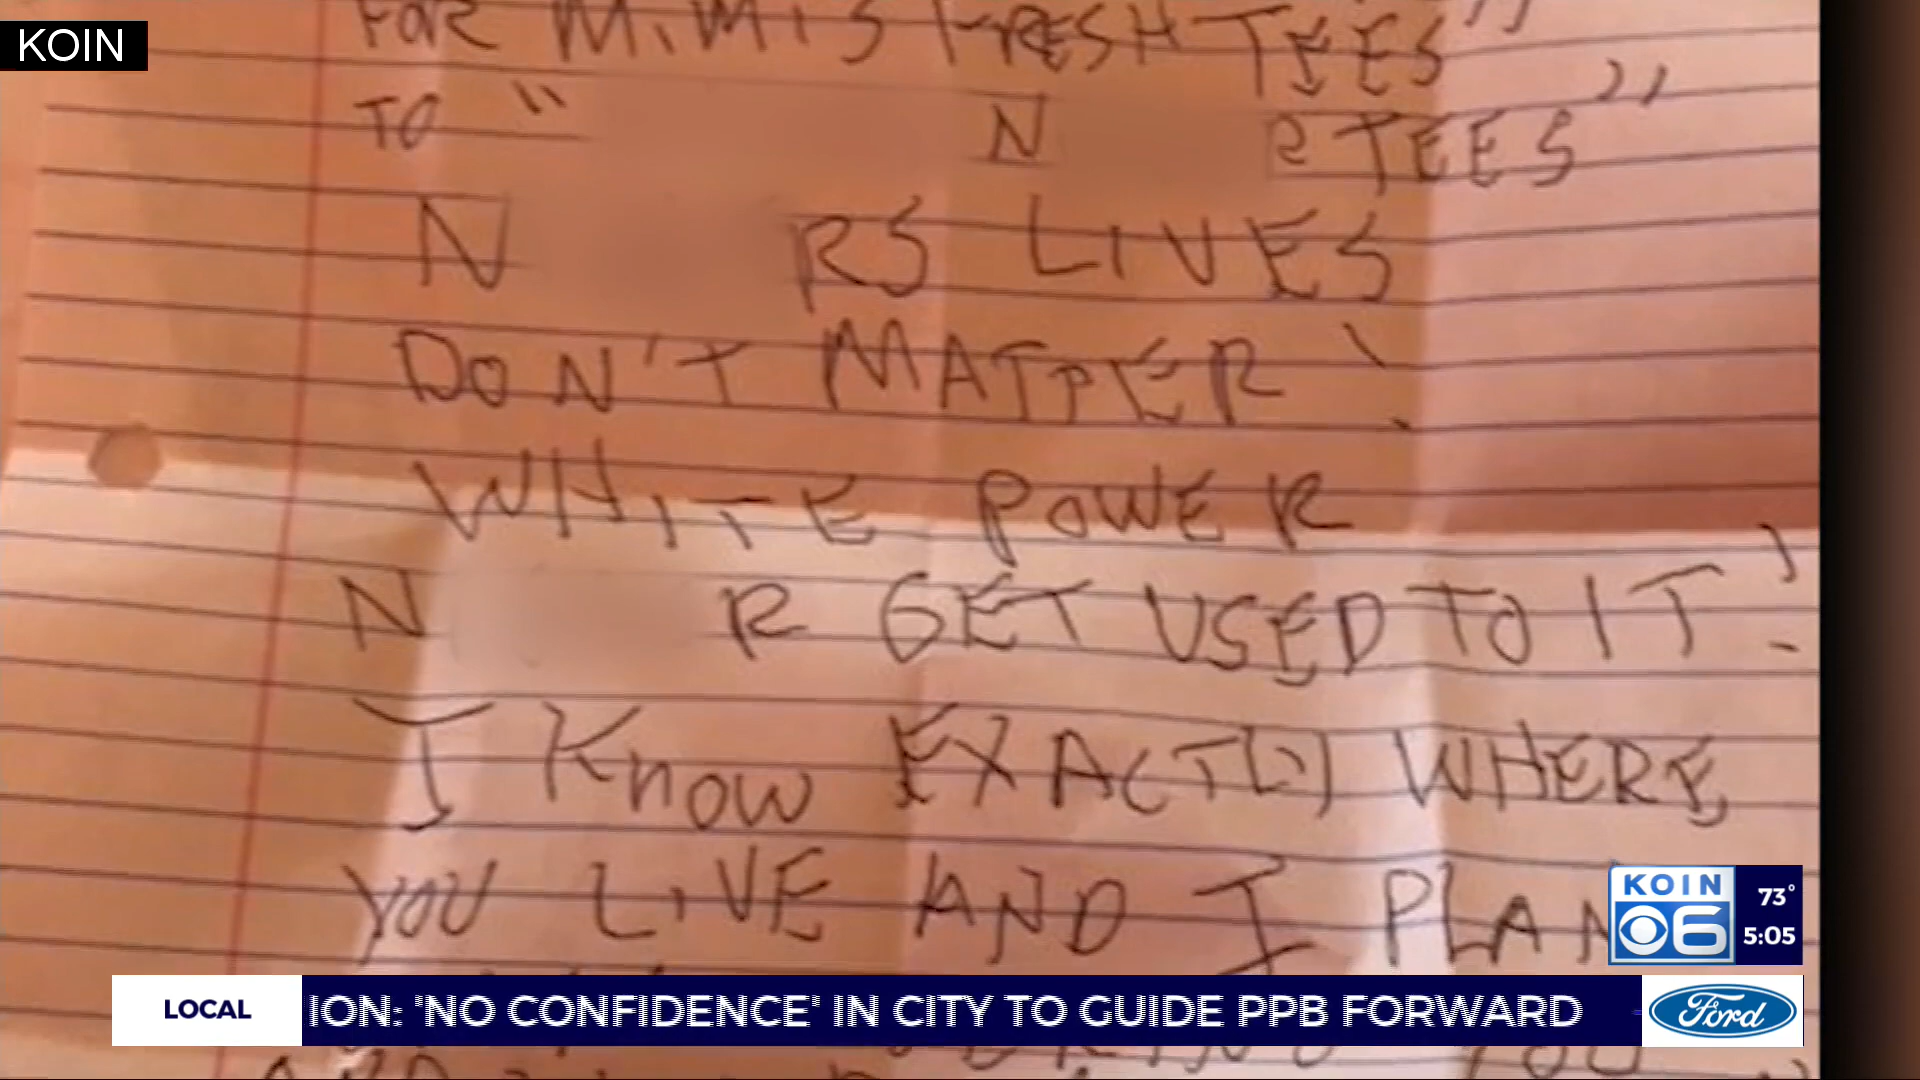 KOIN
FOR MIMIS FRESH TEES"
TO " N R TEES"
N RS LIVES
DON'T MATTER!
WHITE POWER
N R GET USED TO IT!
I KNOW EXACTLY WHERE
YOU LIVE AND I PLAN
KOIN
6
73°
5:05
LOCAL
ION: 'NO CONFIDENCE' IN CITY TO GUIDE PPB FORWARD
Ford
YOU